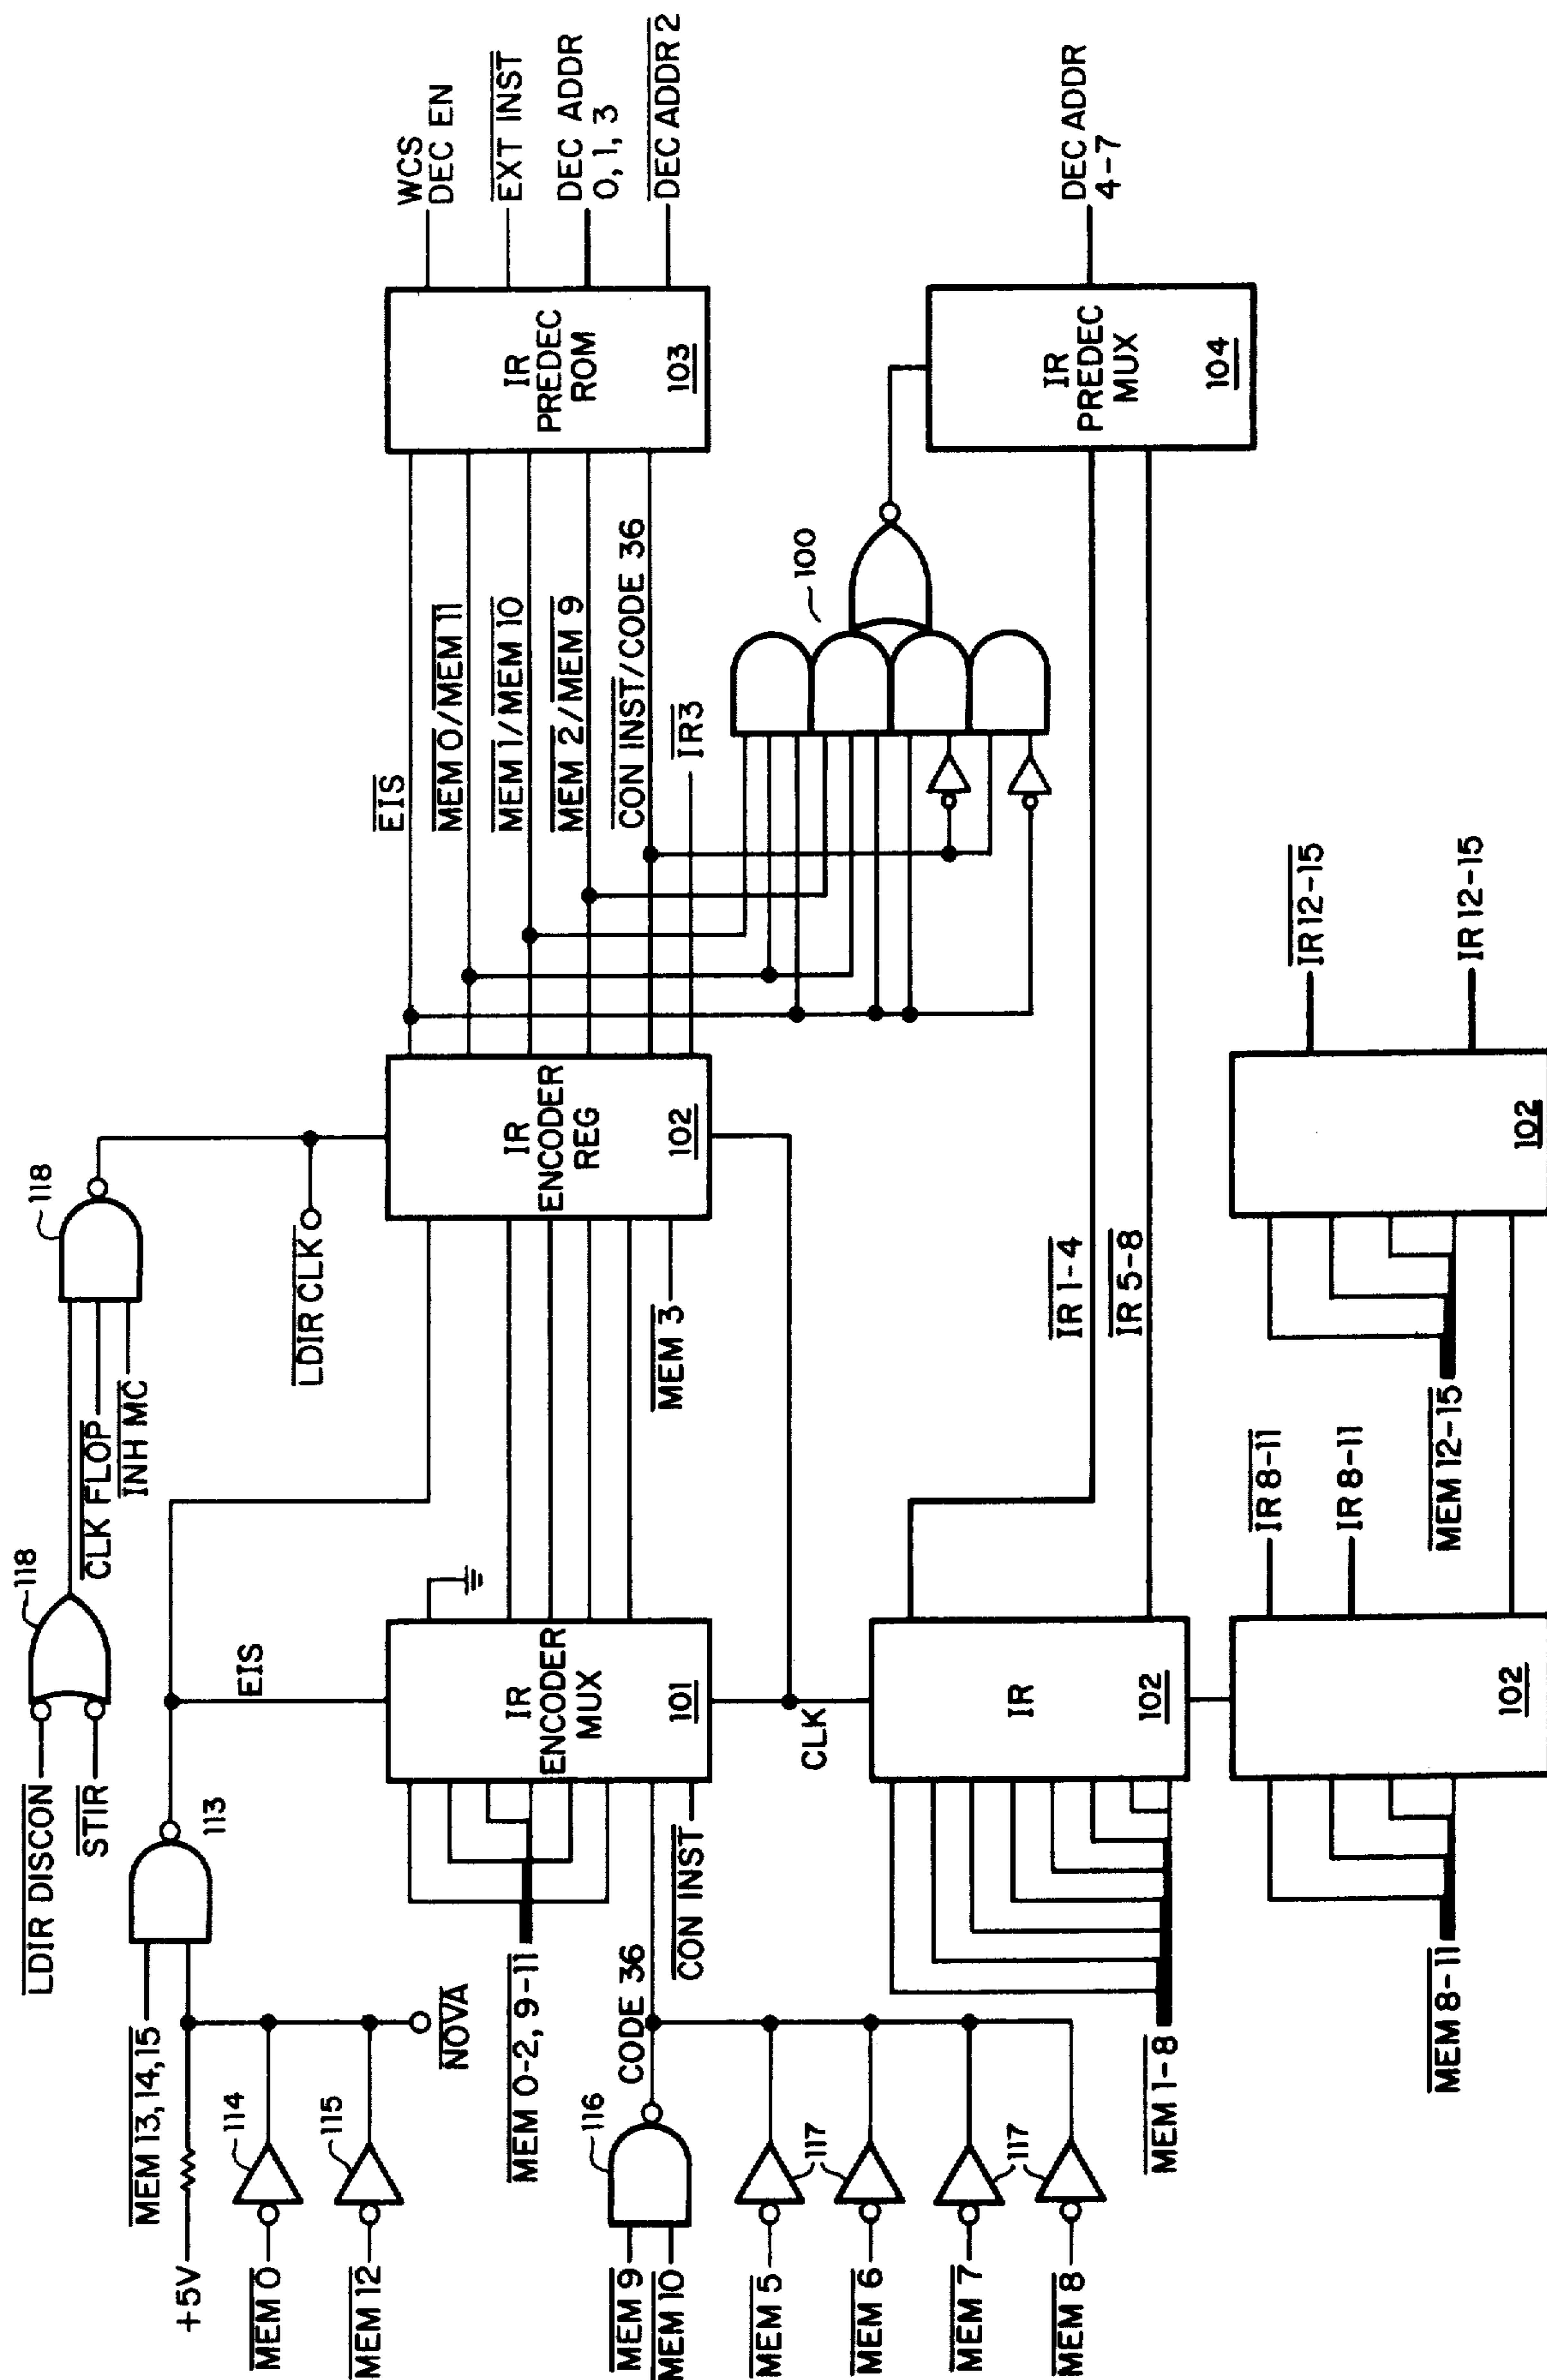 LDIR DISCON
STIR
118
118
CLK FLOP
INH MC
LDIR CLK
MEM 13, 14, 15
+5V
113
114
MEM 0
115
MEM 12
NOVA
EIS
WCS
DEC EN
EXT INST
DEC ADDR
0, 1, 3
DEC ADDR 2
EIS
MEM 0/MEM 11
MEM 1/MEM 10
MEM 2/MEM 9
CON INST/CODE 36
IR3
IR
ENCODER
MUX
101
IR
ENCODER
REG
102
IR
PREDEC
ROM
103
MEM 0-2, 9-11
CODE 36
CON INST
MEM 3
MEM 9
MEM 10
116
MEM 5
MEM 6
117
MEM 7
117
MEM 8
CLK
100
IR
102
IR
PREDEC
MUX
104
DEC ADDR
4-7
MEM 1-8
IR 1-4
IR 5-8
IR 8-11
IR 8-11
102
MEM 8-11
MEM 12-15
102
IR 12-15
IR 12-15